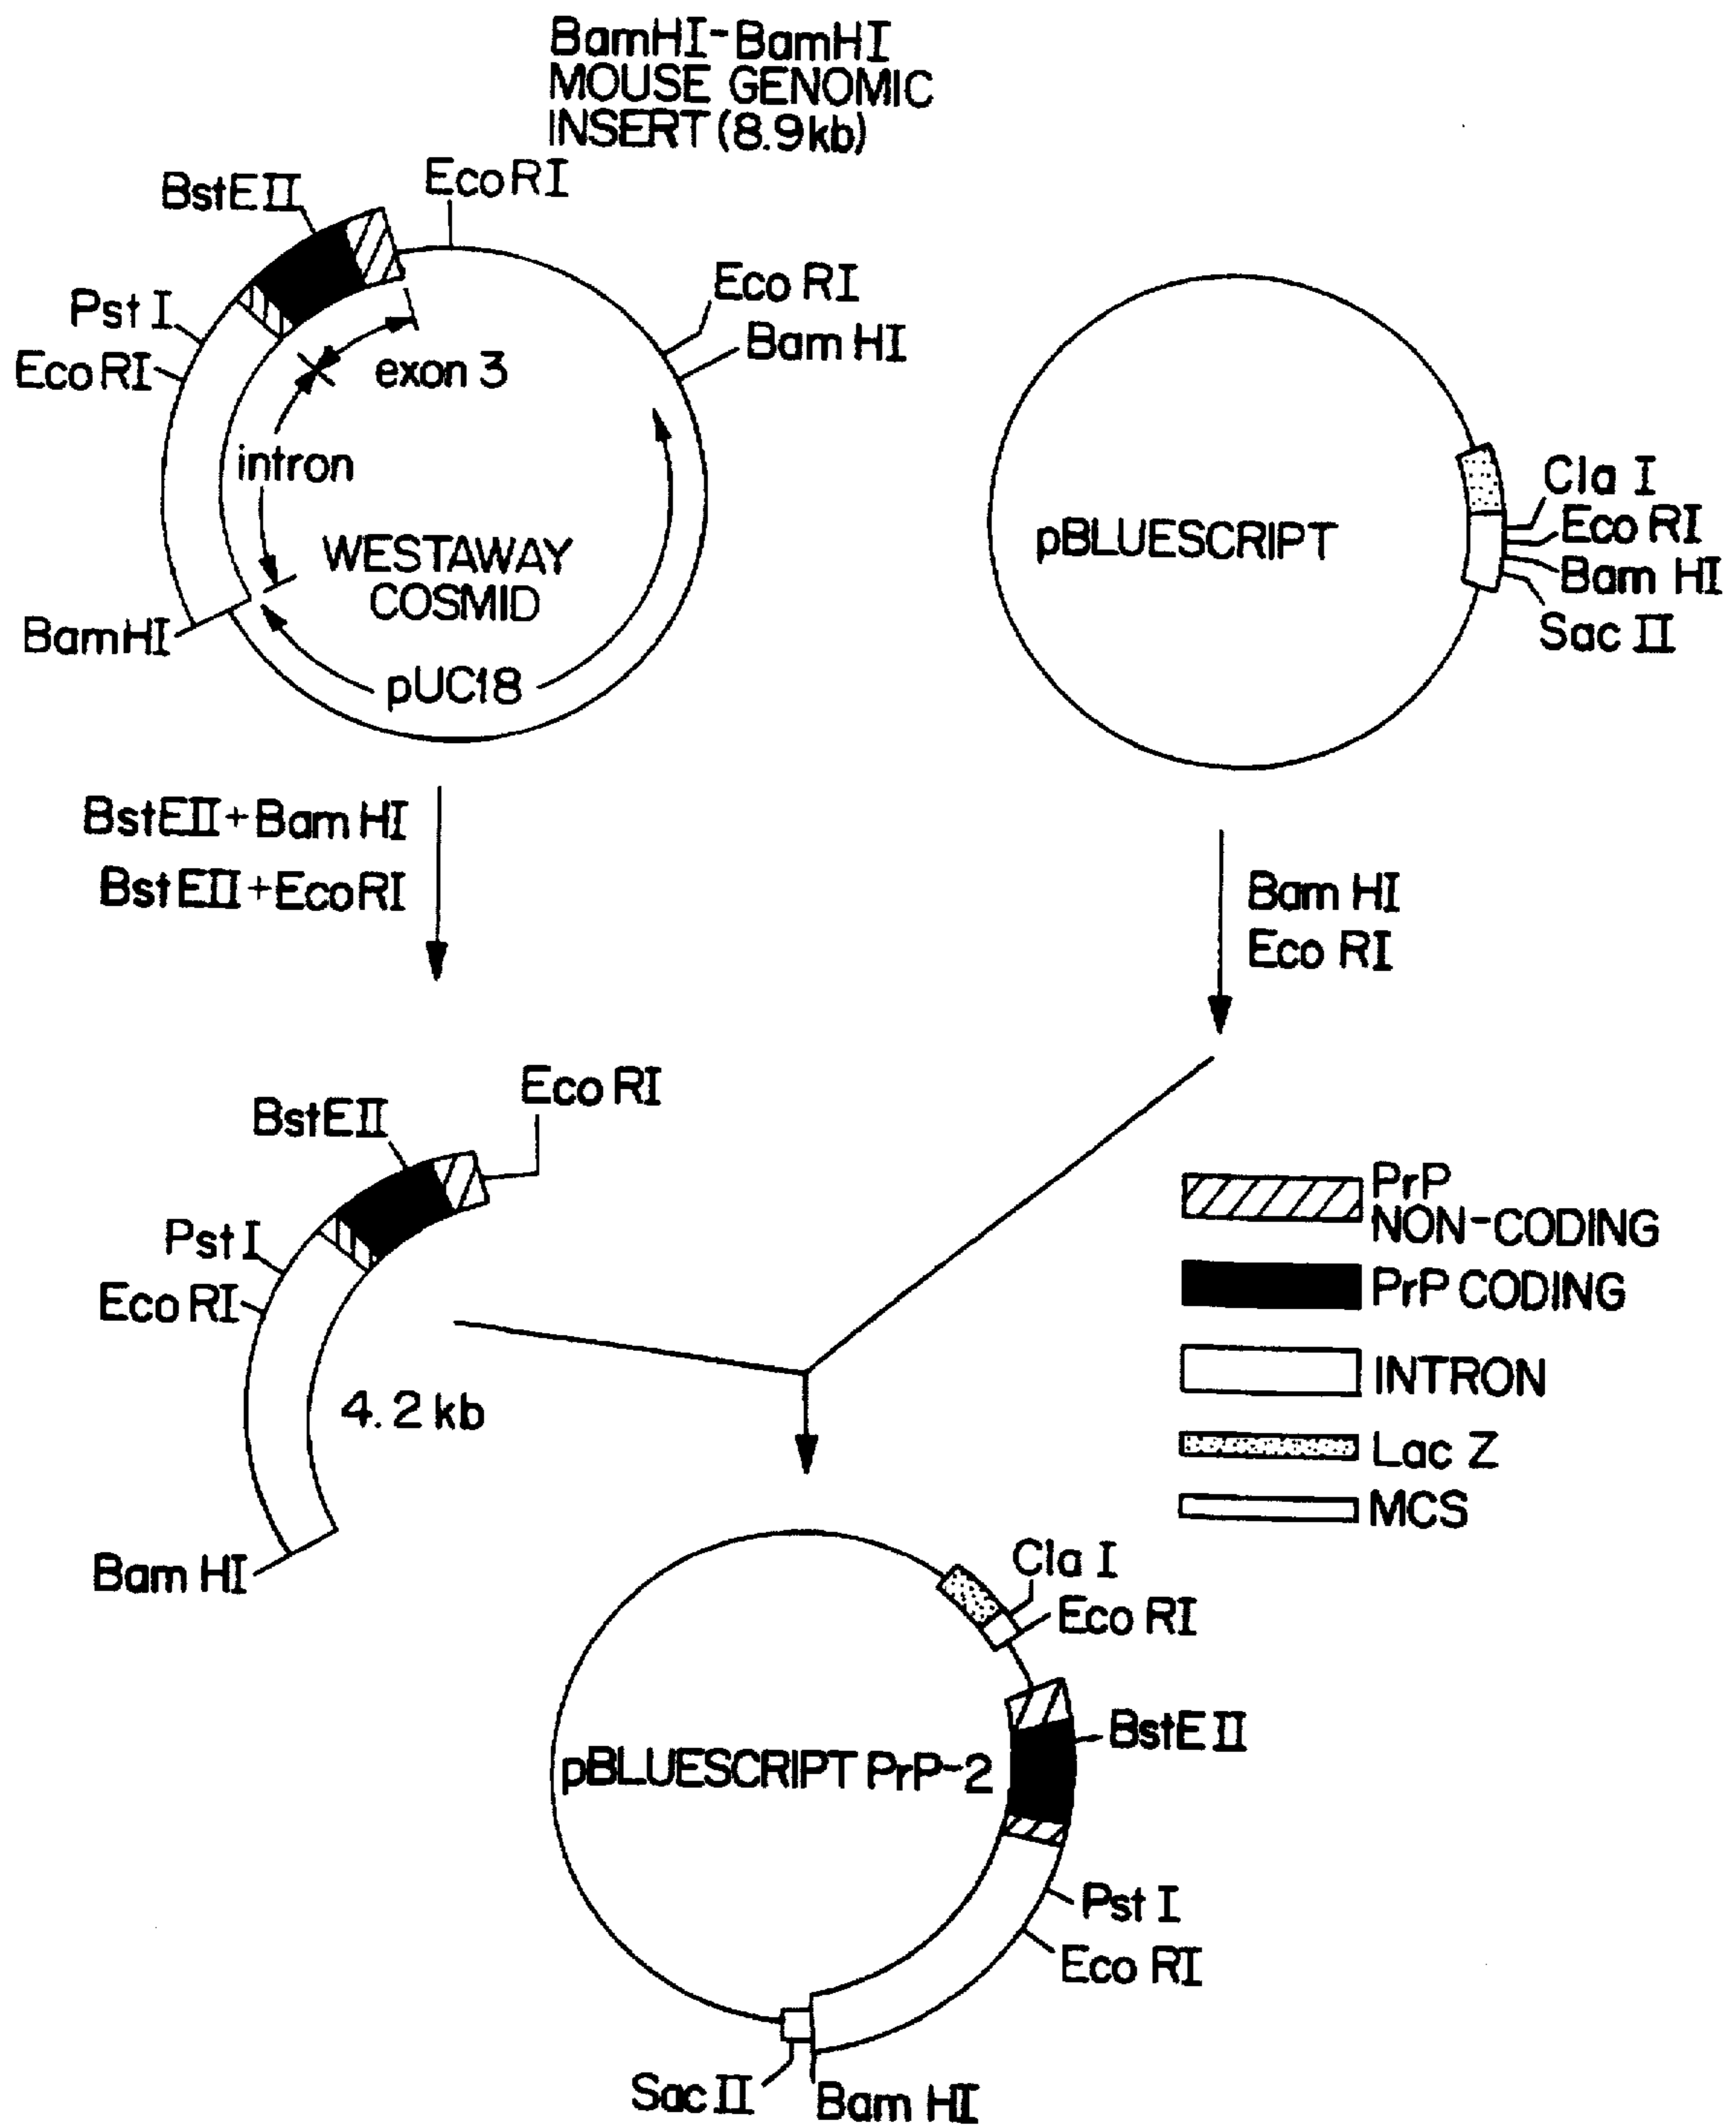 BamHI-BamHI
MOUSE GENOMIC
INSERT (8.9kb)
EcoRI
BstEII
Eco RI
Bam HI
Pst I
EcoRI
exon 3
intron
WESTAWAY
COSMID
BamHI
pUC18
pBLUESCRIPT
Cla I
Eco RI
Bam HI
Sac II
BstEII+Bam HI
BstEII+EcoRI
Bam HI
Eco RI
Eco RI
BstEII
Pst I
Eco RI
4.2 kb
Bam HI
PrP
NON-CODING
PrP CODING
INTRON
Lac Z
MCS
Cla I
Eco RI
BstE II
pBLUESCRIPT PrP-2
Pst I
Eco RI
Sac II
Bam HI